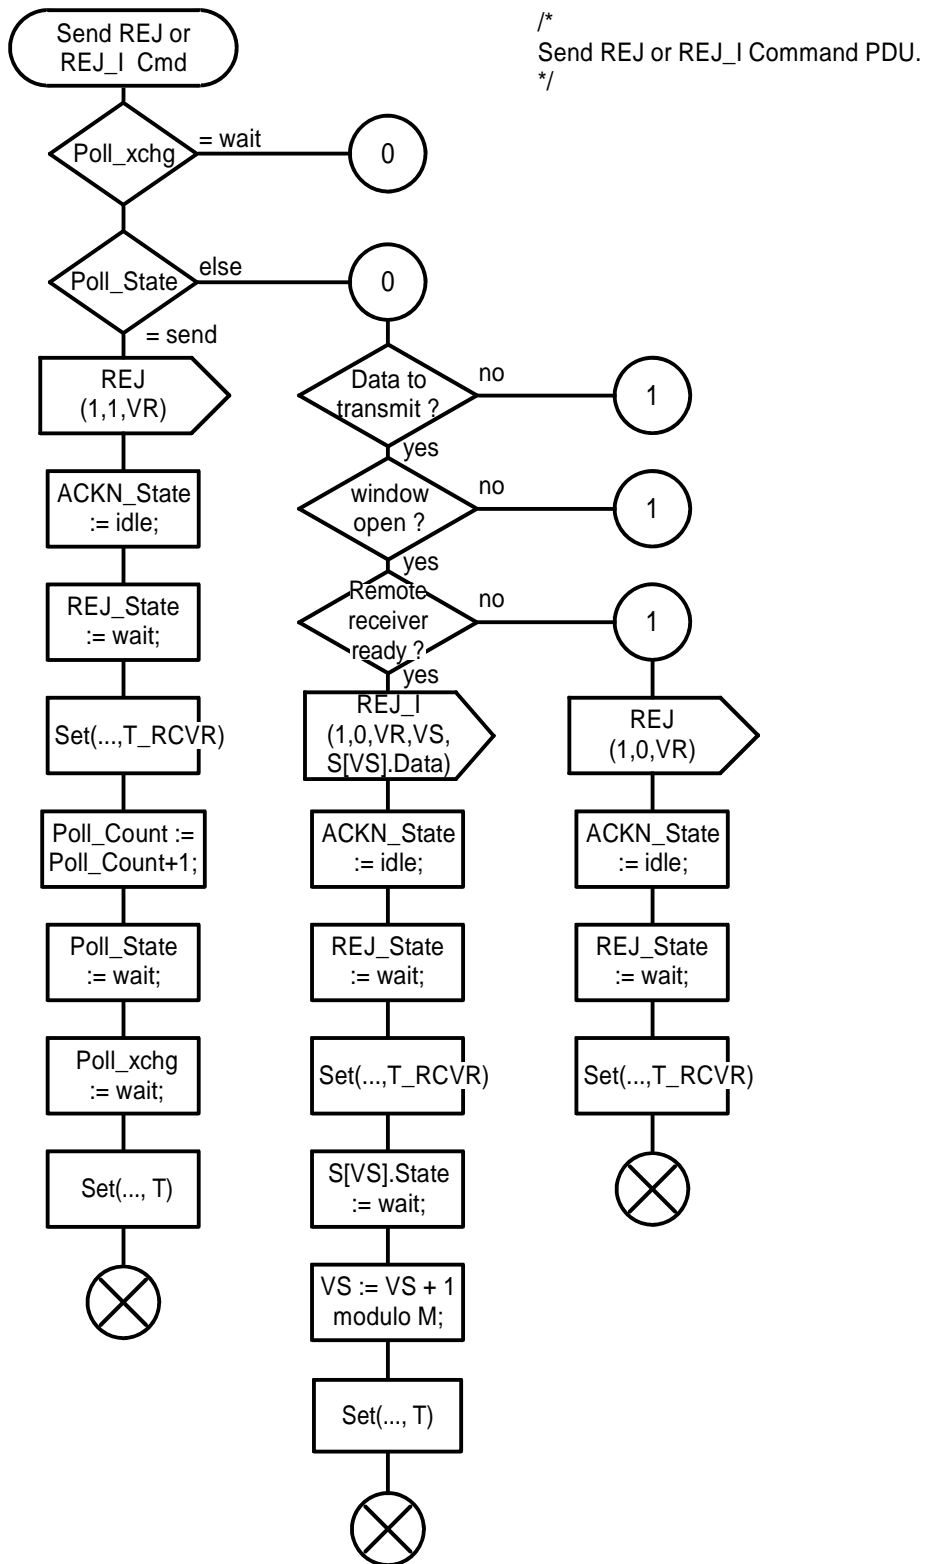 Send REJ or
REJ_I Cmd
/*
Send REJ or REJ_I Command PDU.
*/
Poll_xchg
= wait
0
Poll_State
else
0
= send
REJ
(1,1,VR)
ACKN_State
:= idle;
REJ_State
:= wait;
Set(...,T_RCVR)
Poll_Count :=
Poll_Count+1;
Poll_State
:= wait;
Poll_xchg
:= wait;
Set(..., T)
Data to
transmit ?
no
1
yes
window
open ?
no
1
yes
Remote
receiver
ready ?
no
1
yes
REJ_I
(1,0,VR,VS,
S[VS].Data)
ACKN_State
:= idle;
REJ_State
:= wait;
Set(...,T_RCVR)
S[VS].State
:= wait;
VS := VS + 1
modulo M;
Set(..., T)
REJ
(1,0,VR)
ACKN_State
:= idle;
REJ_State
:= wait;
Set(...,T_RCVR)